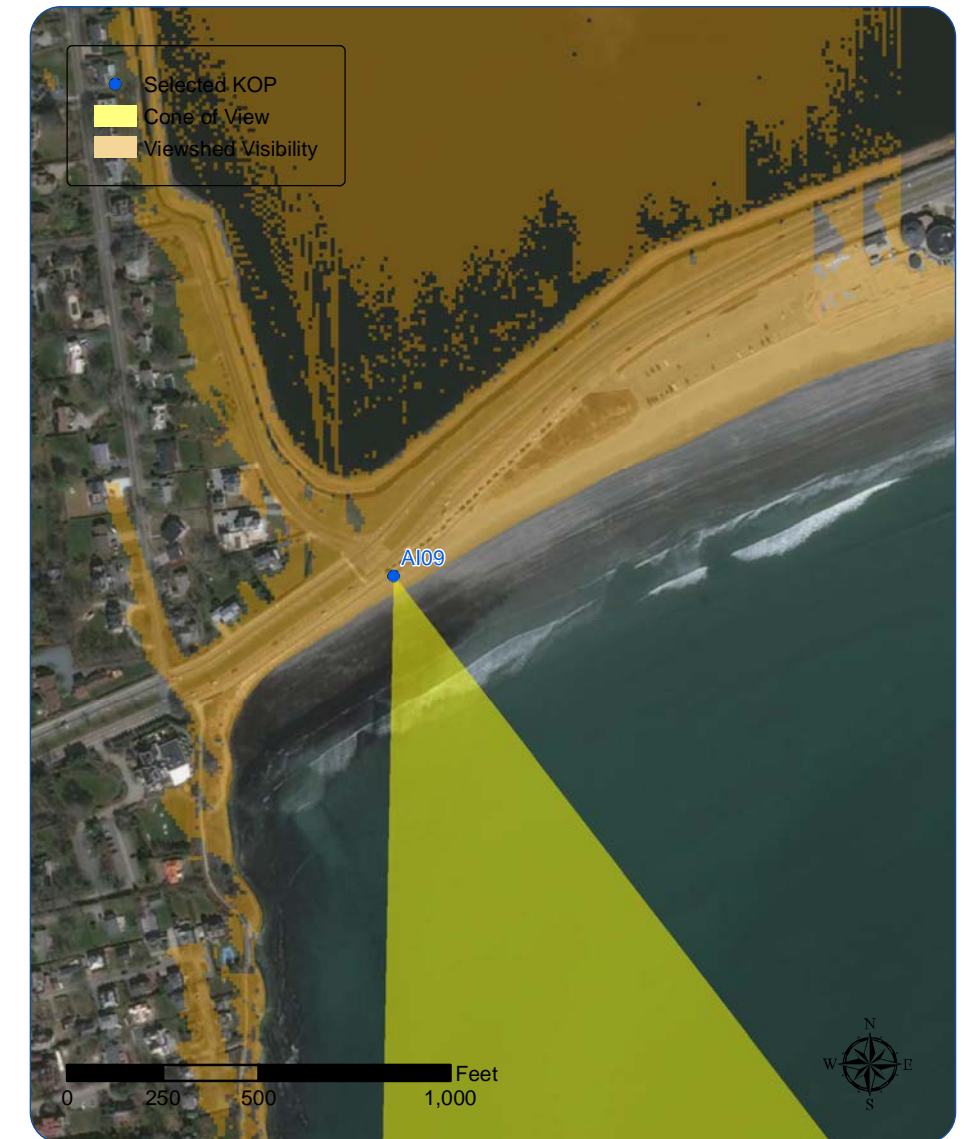 Selected KOP
Cone of View
Viewshed Visibility
AI09
N
W E
S
Feet
0 250 500 1,000